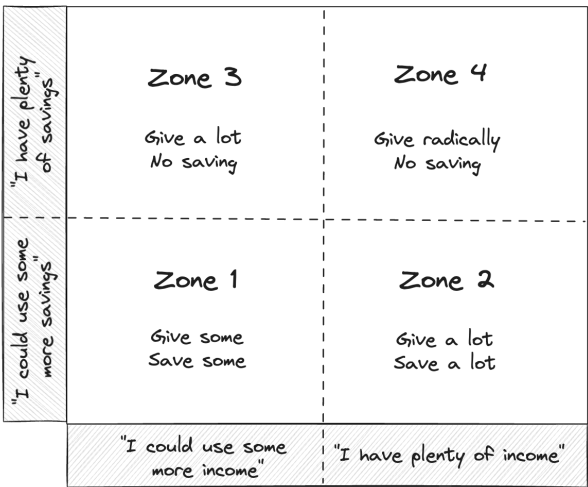 "I have plenty
of savings"
Zone 3
Give a lot
No saving
Zone 4
Give radically
No saving
"I could use some
more savings"
Zone 1
Give some
Save some
Zone 2
Give a lot
Save a lot
"I could use some
more income"
"I have plenty of income"